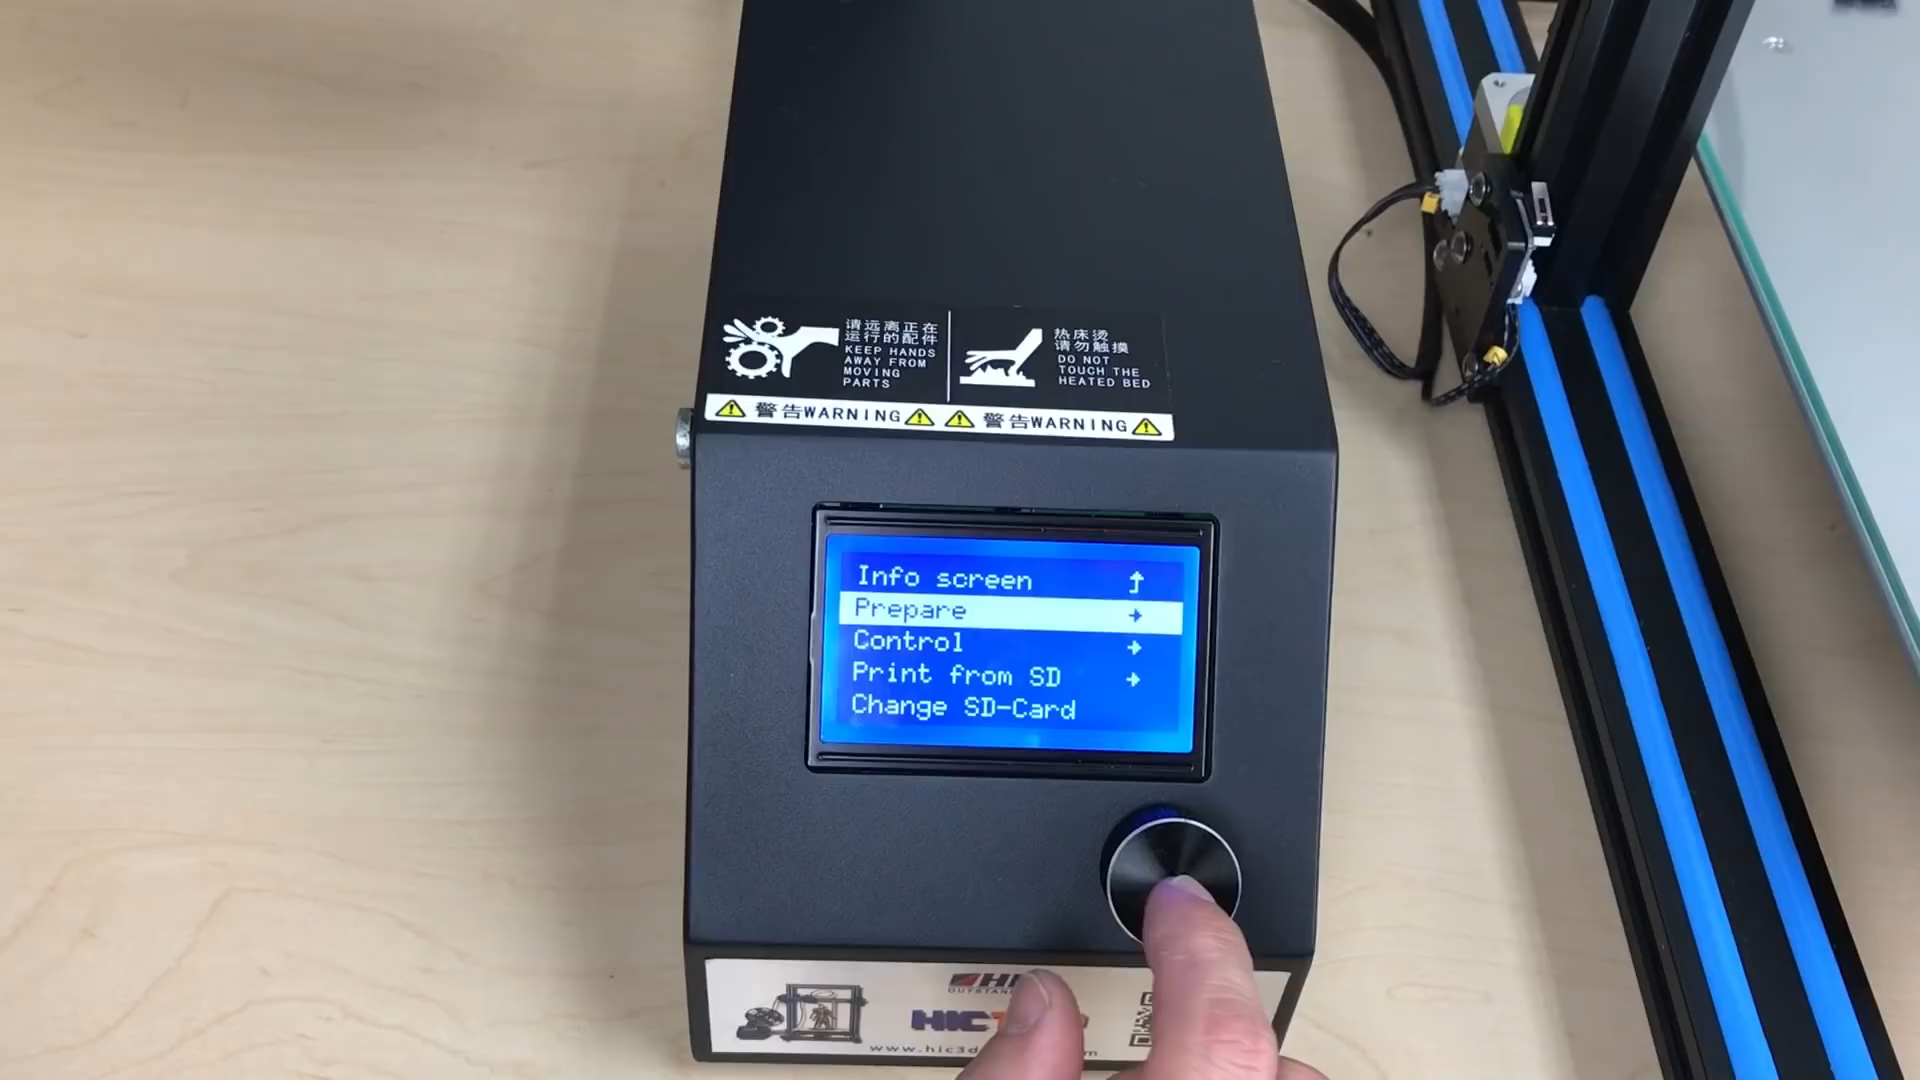 请远离正在
运行的配件
KEEP HANDS
AWAY FROM
MOVING
PARTS
热床烫
请勿触摸
DO NOT
TOUCH THE
HEATED BED
警告WARNING
警告WARNING
Info screen
Prepare
Control
Print from SD
Change SD-Card
HIC
www.hic3d